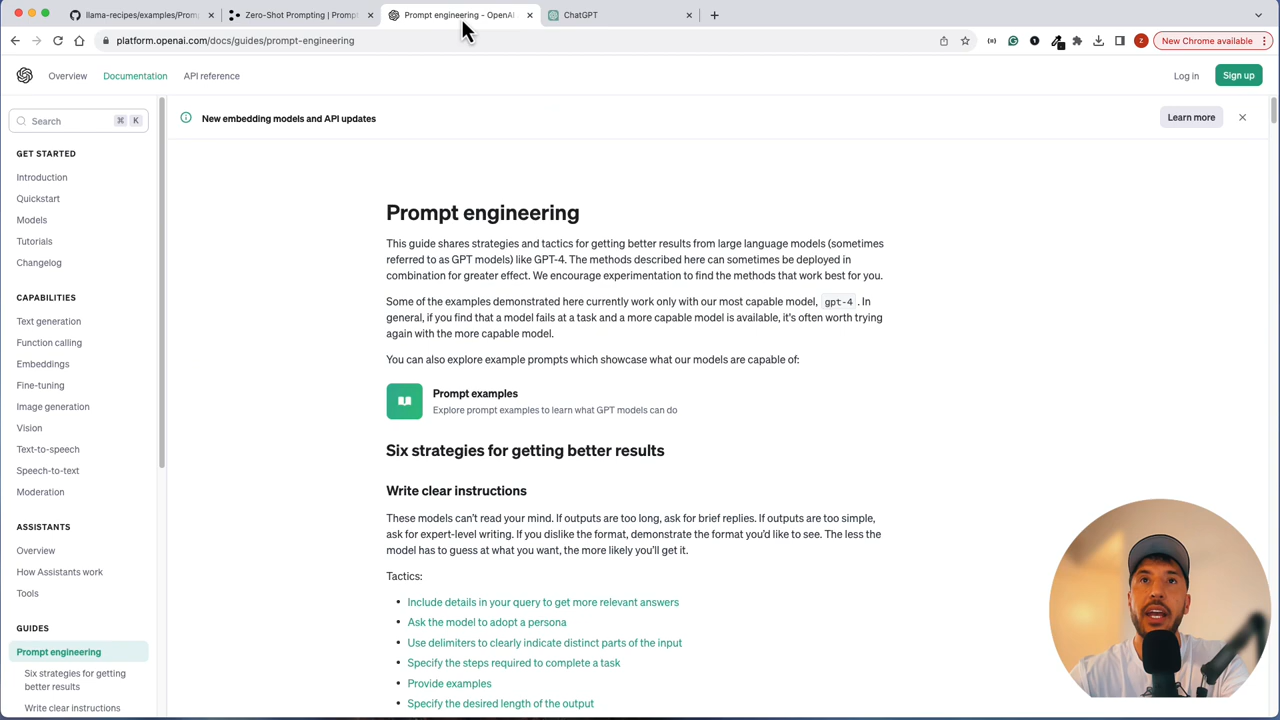 llama-recipes/examples/Promp
Zero-Shot Prompting | Prompt
Prompt engineering - OpenAI
ChatGPT
platform.openai.com/docs/guides/prompt-engineering
New Chrome available
Overview
Documentation
API reference
Log in
Sign up
Search
⌘ K
New embedding models and API updates
Learn more
GET STARTED
Introduction
Quickstart
Models
Tutorials
Changelog
CAPABILITIES
Text generation
Function calling
Embeddings
Fine-tuning
Image generation
Vision
Text-to-speech
Speech-to-text
Moderation
ASSISTANTS
Overview
How Assistants work
Tools
GUIDES
Prompt engineering
Six strategies for getting
better results
Write clear instructions
Prompt engineering
This guide shares strategies and tactics for getting better results from large language models (sometimes
referred to as GPT models) like GPT-4. The methods described here can sometimes be deployed in
combination for greater effect. We encourage experimentation to find the methods that work best for you.
Some of the examples demonstrated here currently work only with our most capable model, gpt-4. In
general, if you find that a model fails at a task and a more capable model is available, it's often worth trying
again with the more capable model.
You can also explore example prompts which showcase what our models are capable of:
Prompt examples
Explore prompt examples to learn what GPT models can do
Six strategies for getting better results
Write clear instructions
These models can't read your mind. If outputs are too long, ask for brief replies. If outputs are too simple,
ask for expert-level writing. If you dislike the format, demonstrate the format you'd like to see. The less the
model has to guess at what you want, the more likely you'll get it.
Tactics:
• Include details in your query to get more relevant answers
• Ask the model to adopt a persona
• Use delimiters to clearly indicate distinct parts of the input
• Specify the steps required to complete a task
• Provide examples
• Specify the desired length of the output